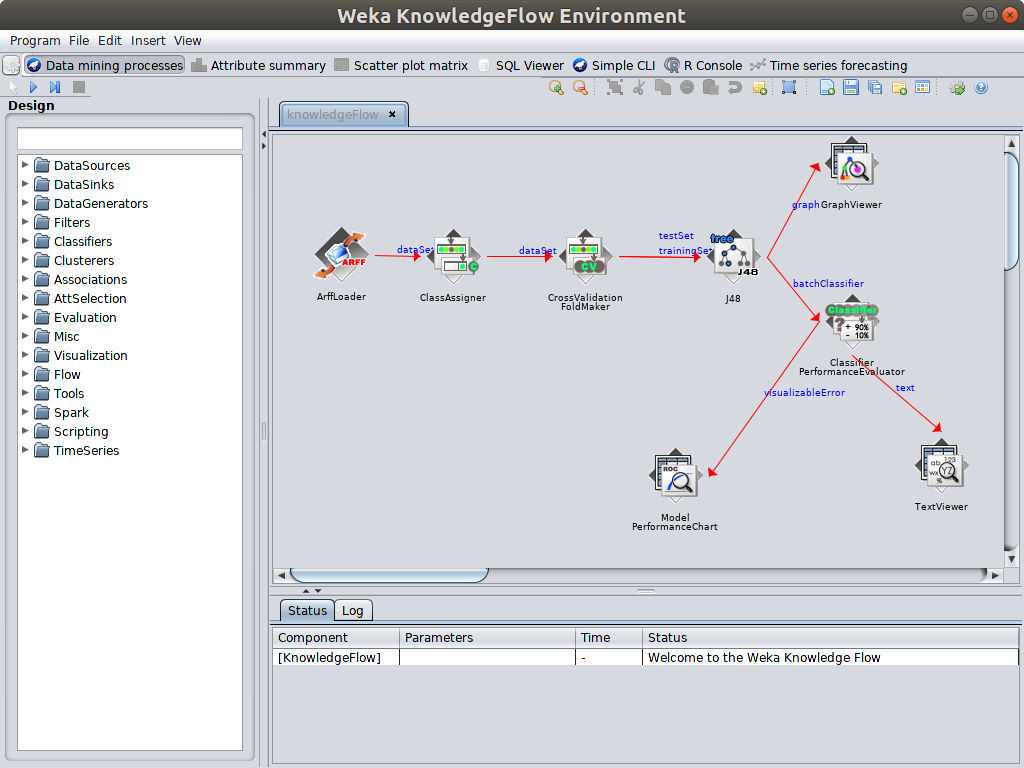 Weka KnowledgeFlow Environment
Program File Edit Insert View
Data mining processes Attribute summary Scatter plot matrix SQL Viewer Simple CLI R Console Time series forecasting
Design
DataSources
DataSinks
DataGenerators
Filters
Classifiers
Clusterers
Associations
AttSelection
Evaluation
Misc
Visualization
Flow
Tools
Spark
Scripting
TimeSeries
knowledgeFlow
ARFF
ArffLoader
dataSet
C
ClassAssigner
dataSet
CV
CrossValidation
FoldMaker
testSet
trainingSet
tree
J48
J48
graph
GraphViewer
batchClassifier
Classifier
? + 90%
- 10%
Classifier
PerformanceEvaluator
visualizableError
text
ROC
Model
PerformanceChart
ab 123
wx YZ
%
TextViewer
Status Log
Component Parameters Time Status
[KnowledgeFlow] - Welcome to the Weka Knowledge Flow